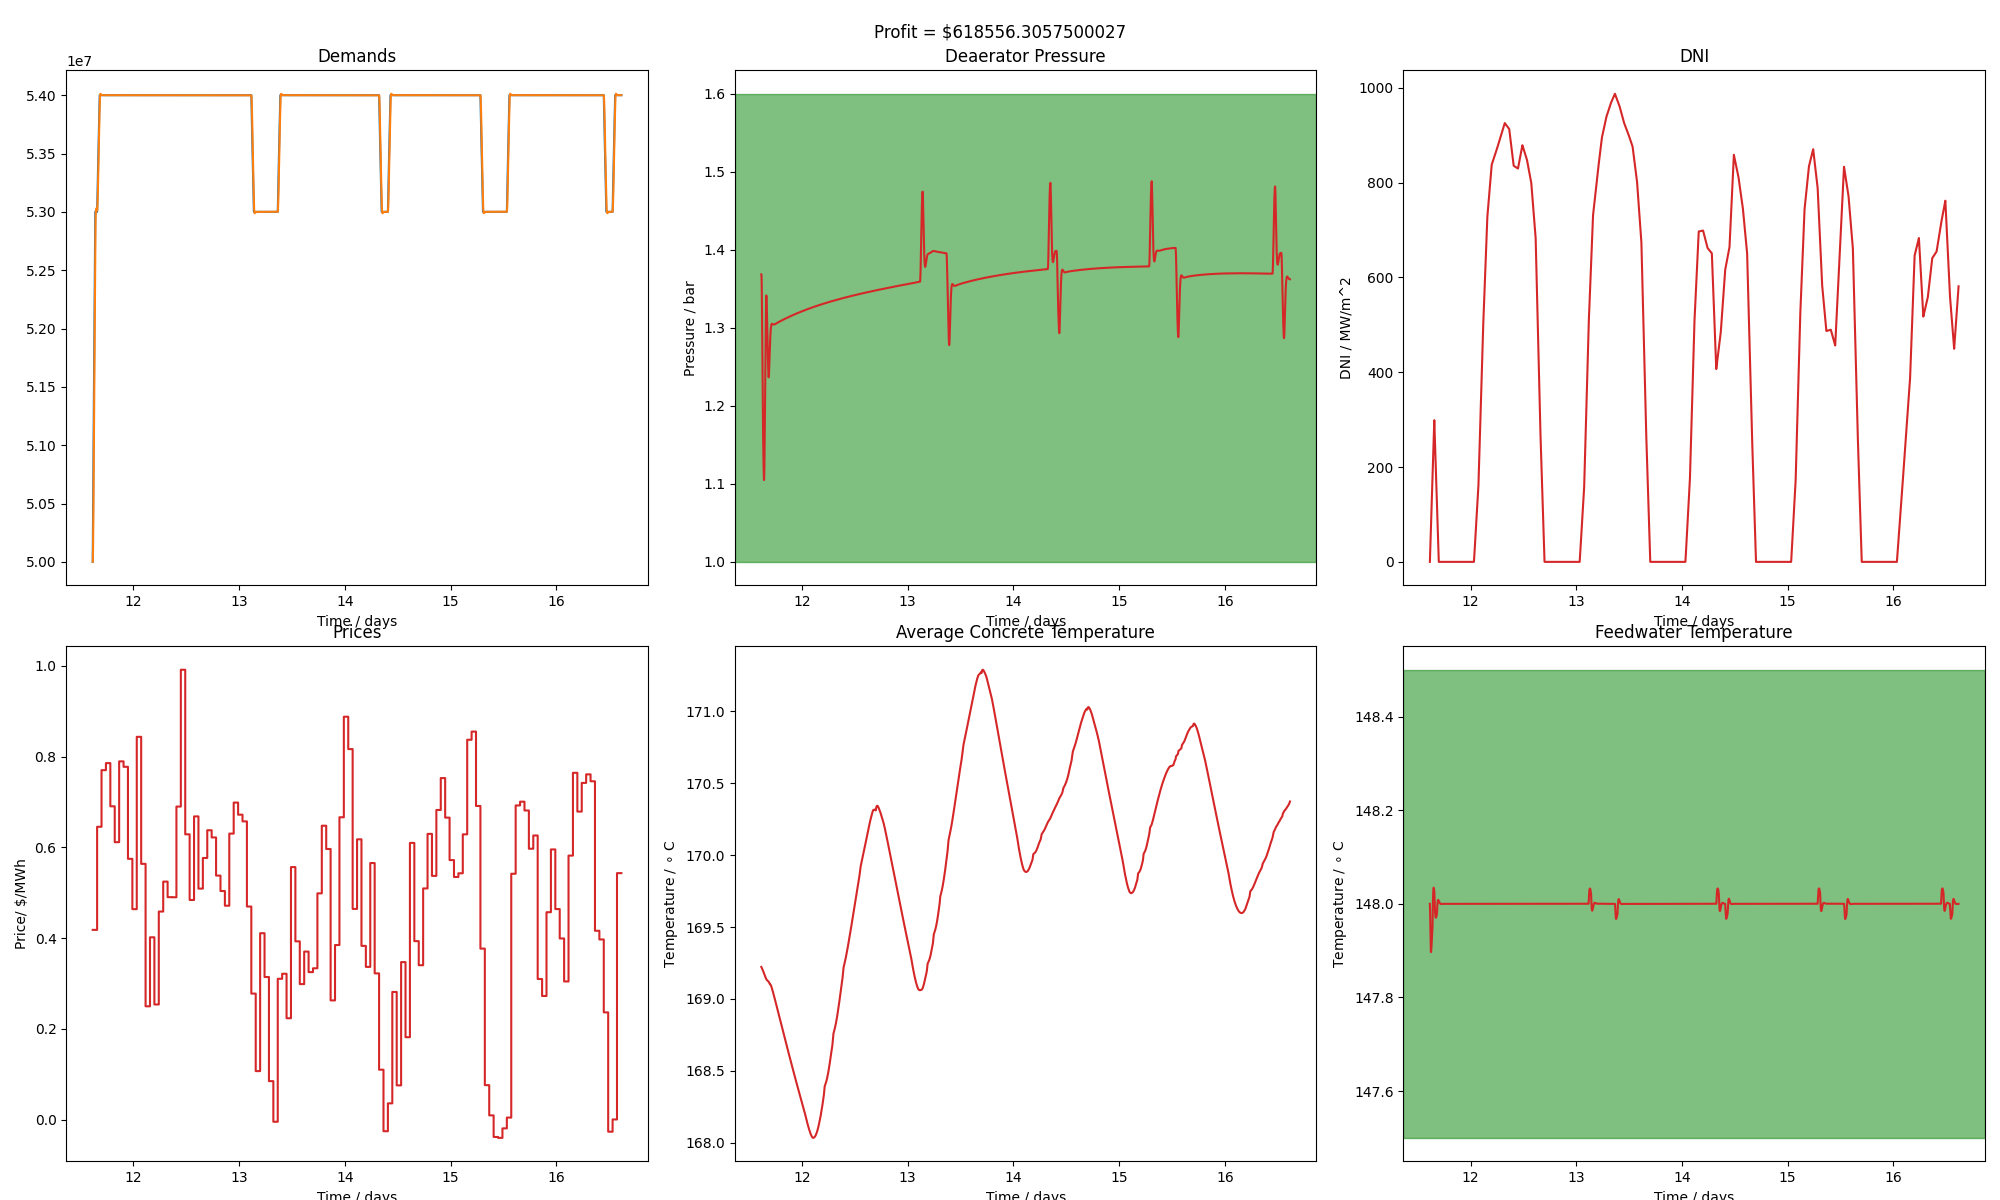 Profit = $618556.3057500027
Demands
1e7
5.40
5.35
5.30
5.25
5.20
5.15
5.10
5.05
5.00
12 13 14 15 16
Time / days
Deaerator Pressure
Pressure / bar
1.6
1.5
1.4
1.3
1.2
1.1
1.0
12 13 14 15 16
Time / days
DNI
DNI / MW/m^2
1000
800
600
400
200
0
12 13 14 15 16
Time / days
Prices
Price/ $/MWh
1.0
0.8
0.6
0.4
0.2
0.0
12 13 14 15 16
Time / days
Average Concrete Temperature
Temperature / ∘ C
171.0
170.5
170.0
169.5
169.0
168.5
168.0
12 13 14 15 16
Time / days
Feedwater Temperature
Temperature / ∘ C
148.4
148.2
148.0
147.8
147.6
12 13 14 15 16
Time / days